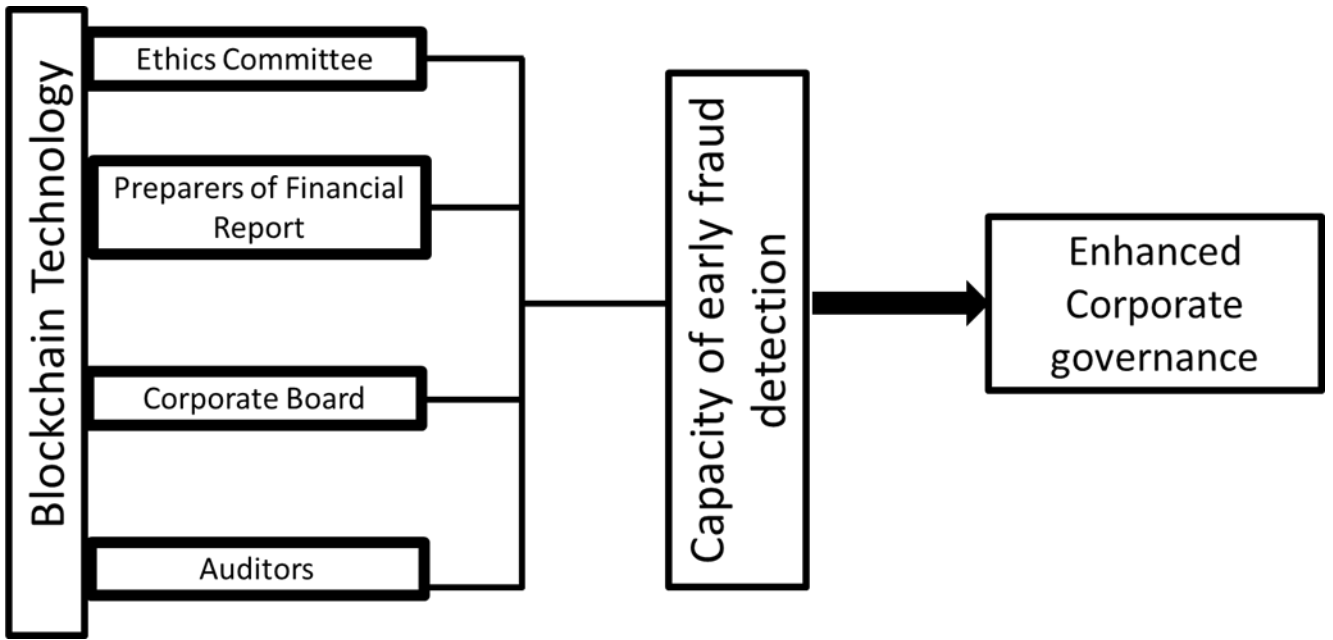 Blockchain Technology
Ethics Committee
Preparers of Financial
Report
Corporate Board
Auditors
Capacity of early fraud
detection
Enhanced
Corporate
governance